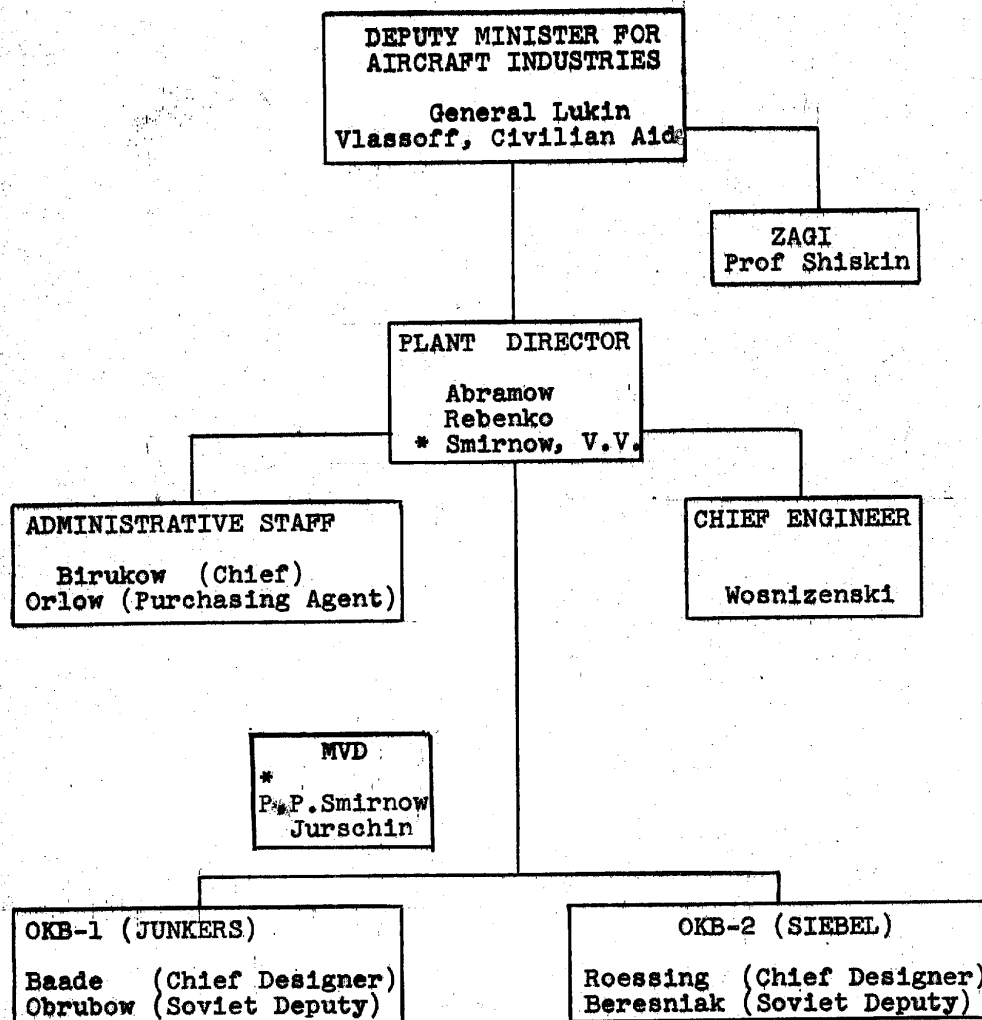 DEPUTY MINISTER FOR
AIRCRAFT INDUSTRIES
General Lukin
Vlassoff, Civilian Aide
ZAGI
Prof Shiskin
PLANT DIRECTOR
Abramow
Rebenko
* Smirnow, V.V.
ADMINISTRATIVE STAFF
Birukow (Chief)
Orlow (Purchasing Agent)
CHIEF ENGINEER
Wosnizenski
MVD
*
P.P.Smirnow
Jurschin
OKB-1 (JUNKERS)
Baade (Chief Designer)
Obrubow (Soviet Deputy)
OKB-2 (SIEBEL)
Roessing (Chief Designer)
Beresniak (Soviet Deputy)